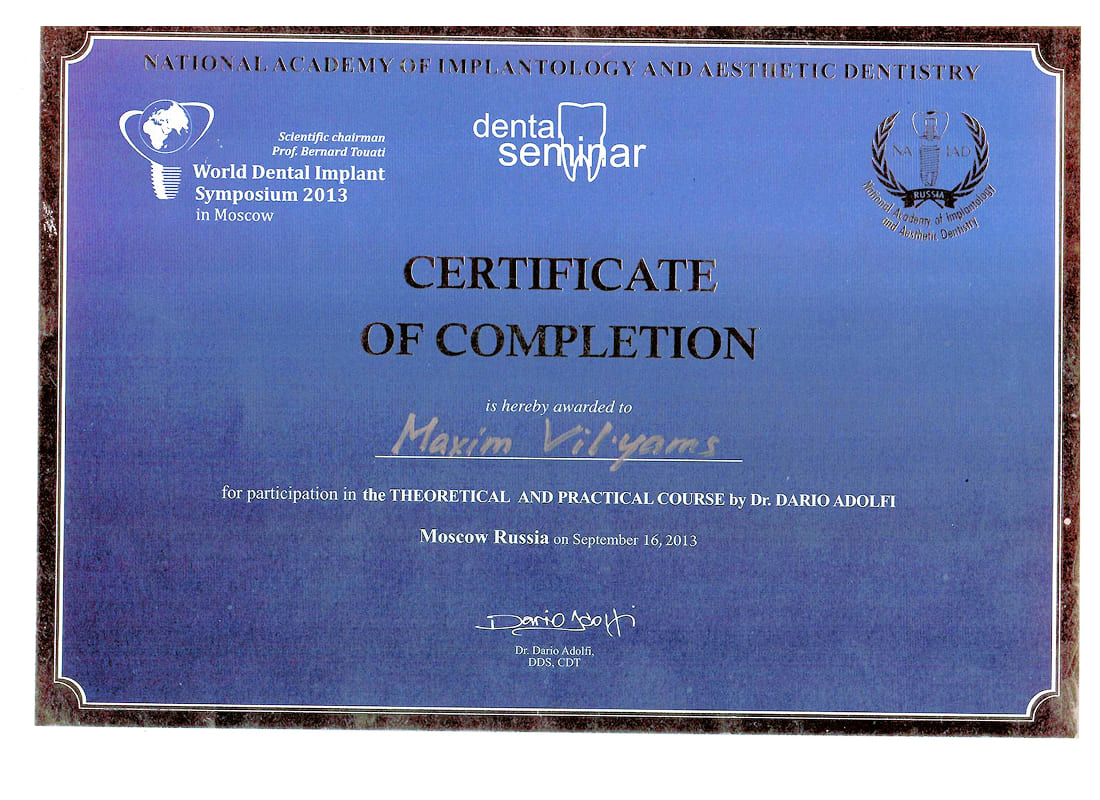 NATIONAL ACADEMY OF IMPLANTOLOGY AND AESTHETIC DENTISTRY
Scientific chairman
Prof. Bernard Touati
World Dental Implant
Symposium 2013
in Moscow
dental
seminar
NA IAD
RUSSIA
National Academy of Implantology
and Aesthetic Dentistry
CERTIFICATE
OF COMPLETION
is hereby awarded to
Maxim Vil'yams
for participation in the THEORETICAL AND PRACTICAL COURSE by Dr. DARIO ADOLFI
Moscow Russia on September 16, 2013
Dario Adolfi
Dr. Dario Adolfi,
DDS, CDT